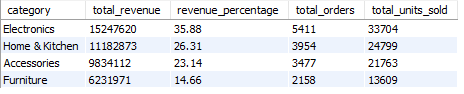 category total_revenue revenue_percentage total_orders total_units_sold
Electronics 15247620 35.88 5411 33704
Home & Kitchen 11182873 26.31 3954 24799
Accessories 9834112 23.14 3477 21763
Furniture 6231971 14.66 2158 13609